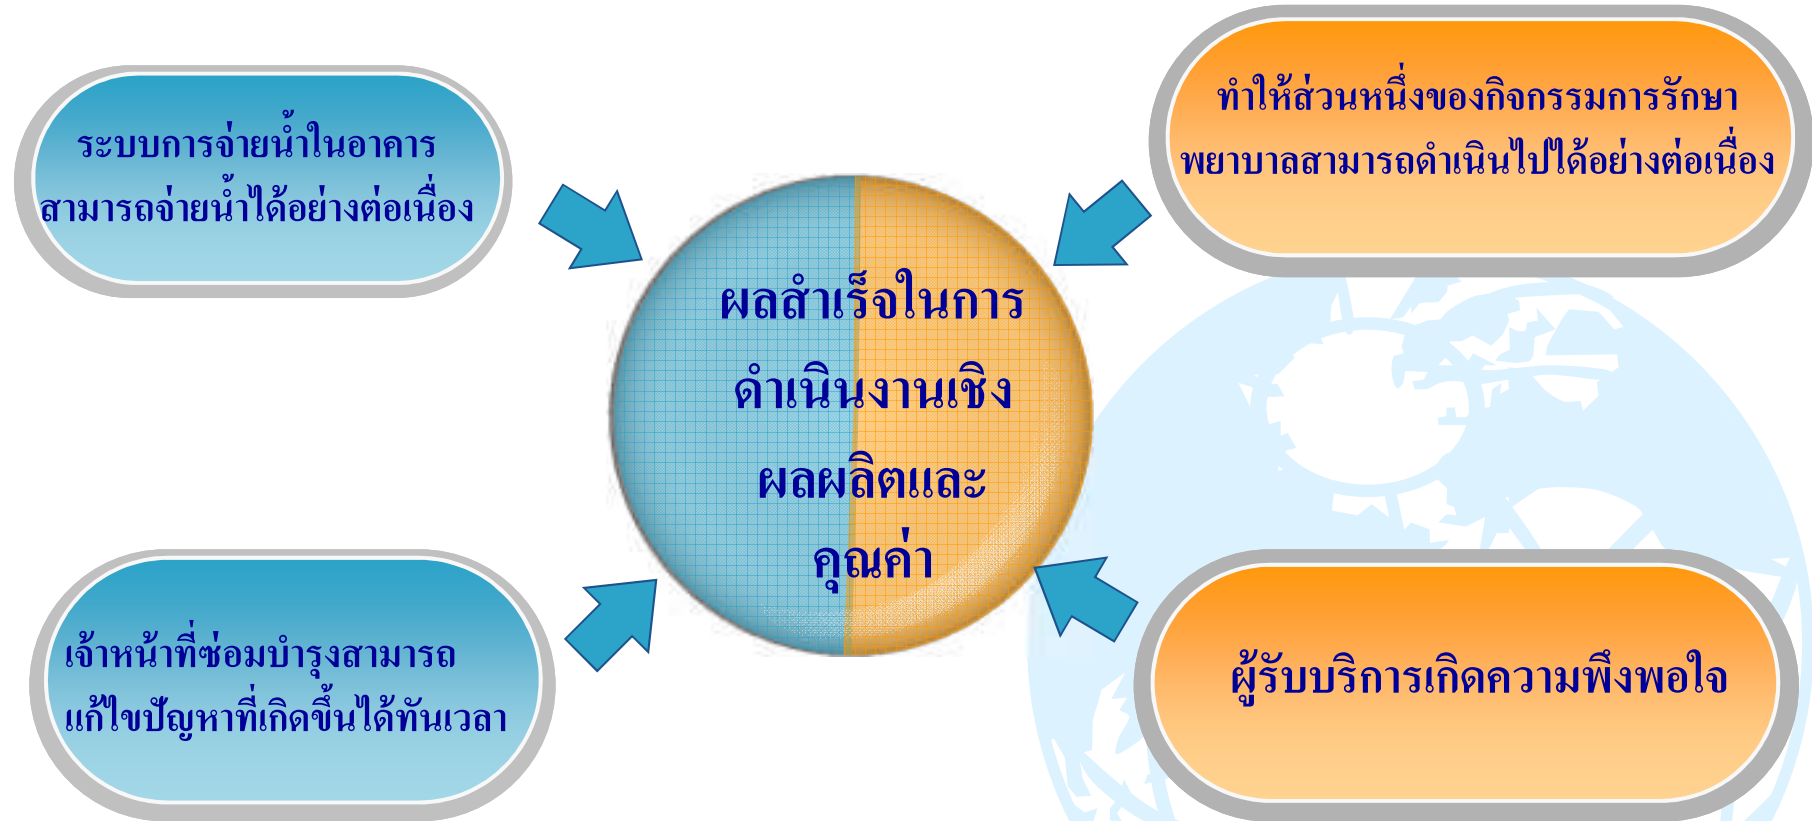 ระบบการจ่ายน้ำในอาคาร
สามารถจ่ายน้ำได้อย่างต่อเนื่อง
ทำให้ส่วนหนึ่งของกิจกรรมการรักษา
พยาบาลสามารถดำเนินไปได้อย่างต่อเนื่อง
ผลสำเร็จในการ
ดำเนินงานเชิง
ผลผลิตและ
คุณค่า
เจ้าหน้าที่ซ่อมบำรุงสามารถ
แก้ไขปัญหาที่เกิดขึ้นได้ทันเวลา
ผู้รับบริการเกิดความพึงพอใจ